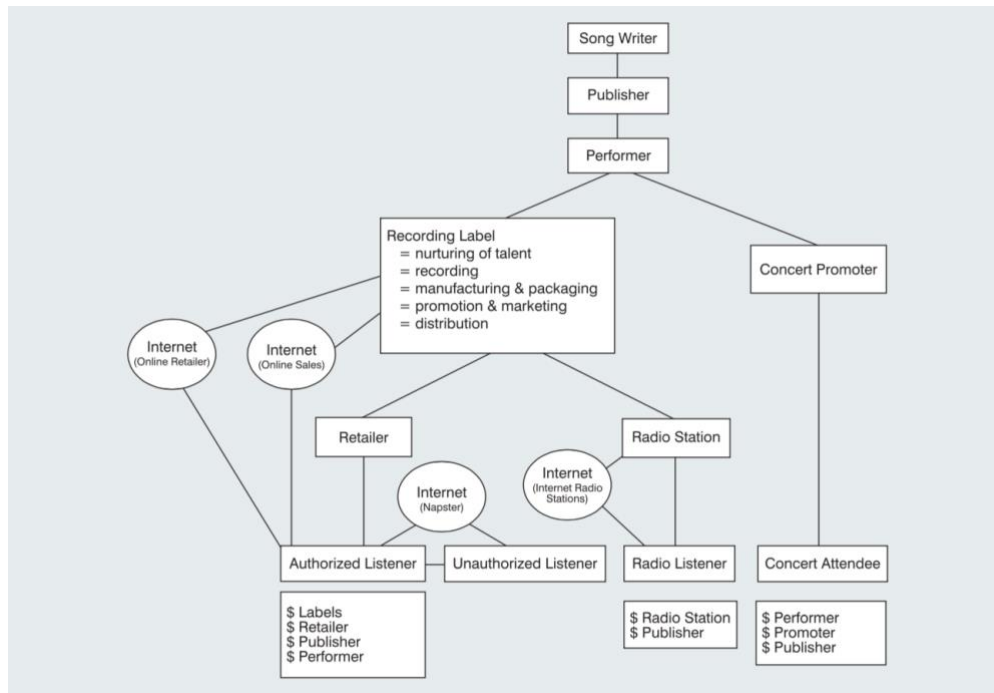 Song Writer
Publisher
Performer
Recording Label
= nurturing of talent
= recording
= manufacturing & packaging
= promotion & marketing
= distribution
Concert Promoter
Internet
(Online Retailer)
Internet
(Online Sales)
Retailer
Radio Station
Internet
(Napster)
Internet
(Internet Radio
Stations)
Authorized Listener
Unauthorized Listener
Radio Listener
Concert Attendee
$ Labels
$ Retailer
$ Publisher
$ Performer
$ Radio Station
$ Publisher
$ Performer
$ Promoter
$ Publisher